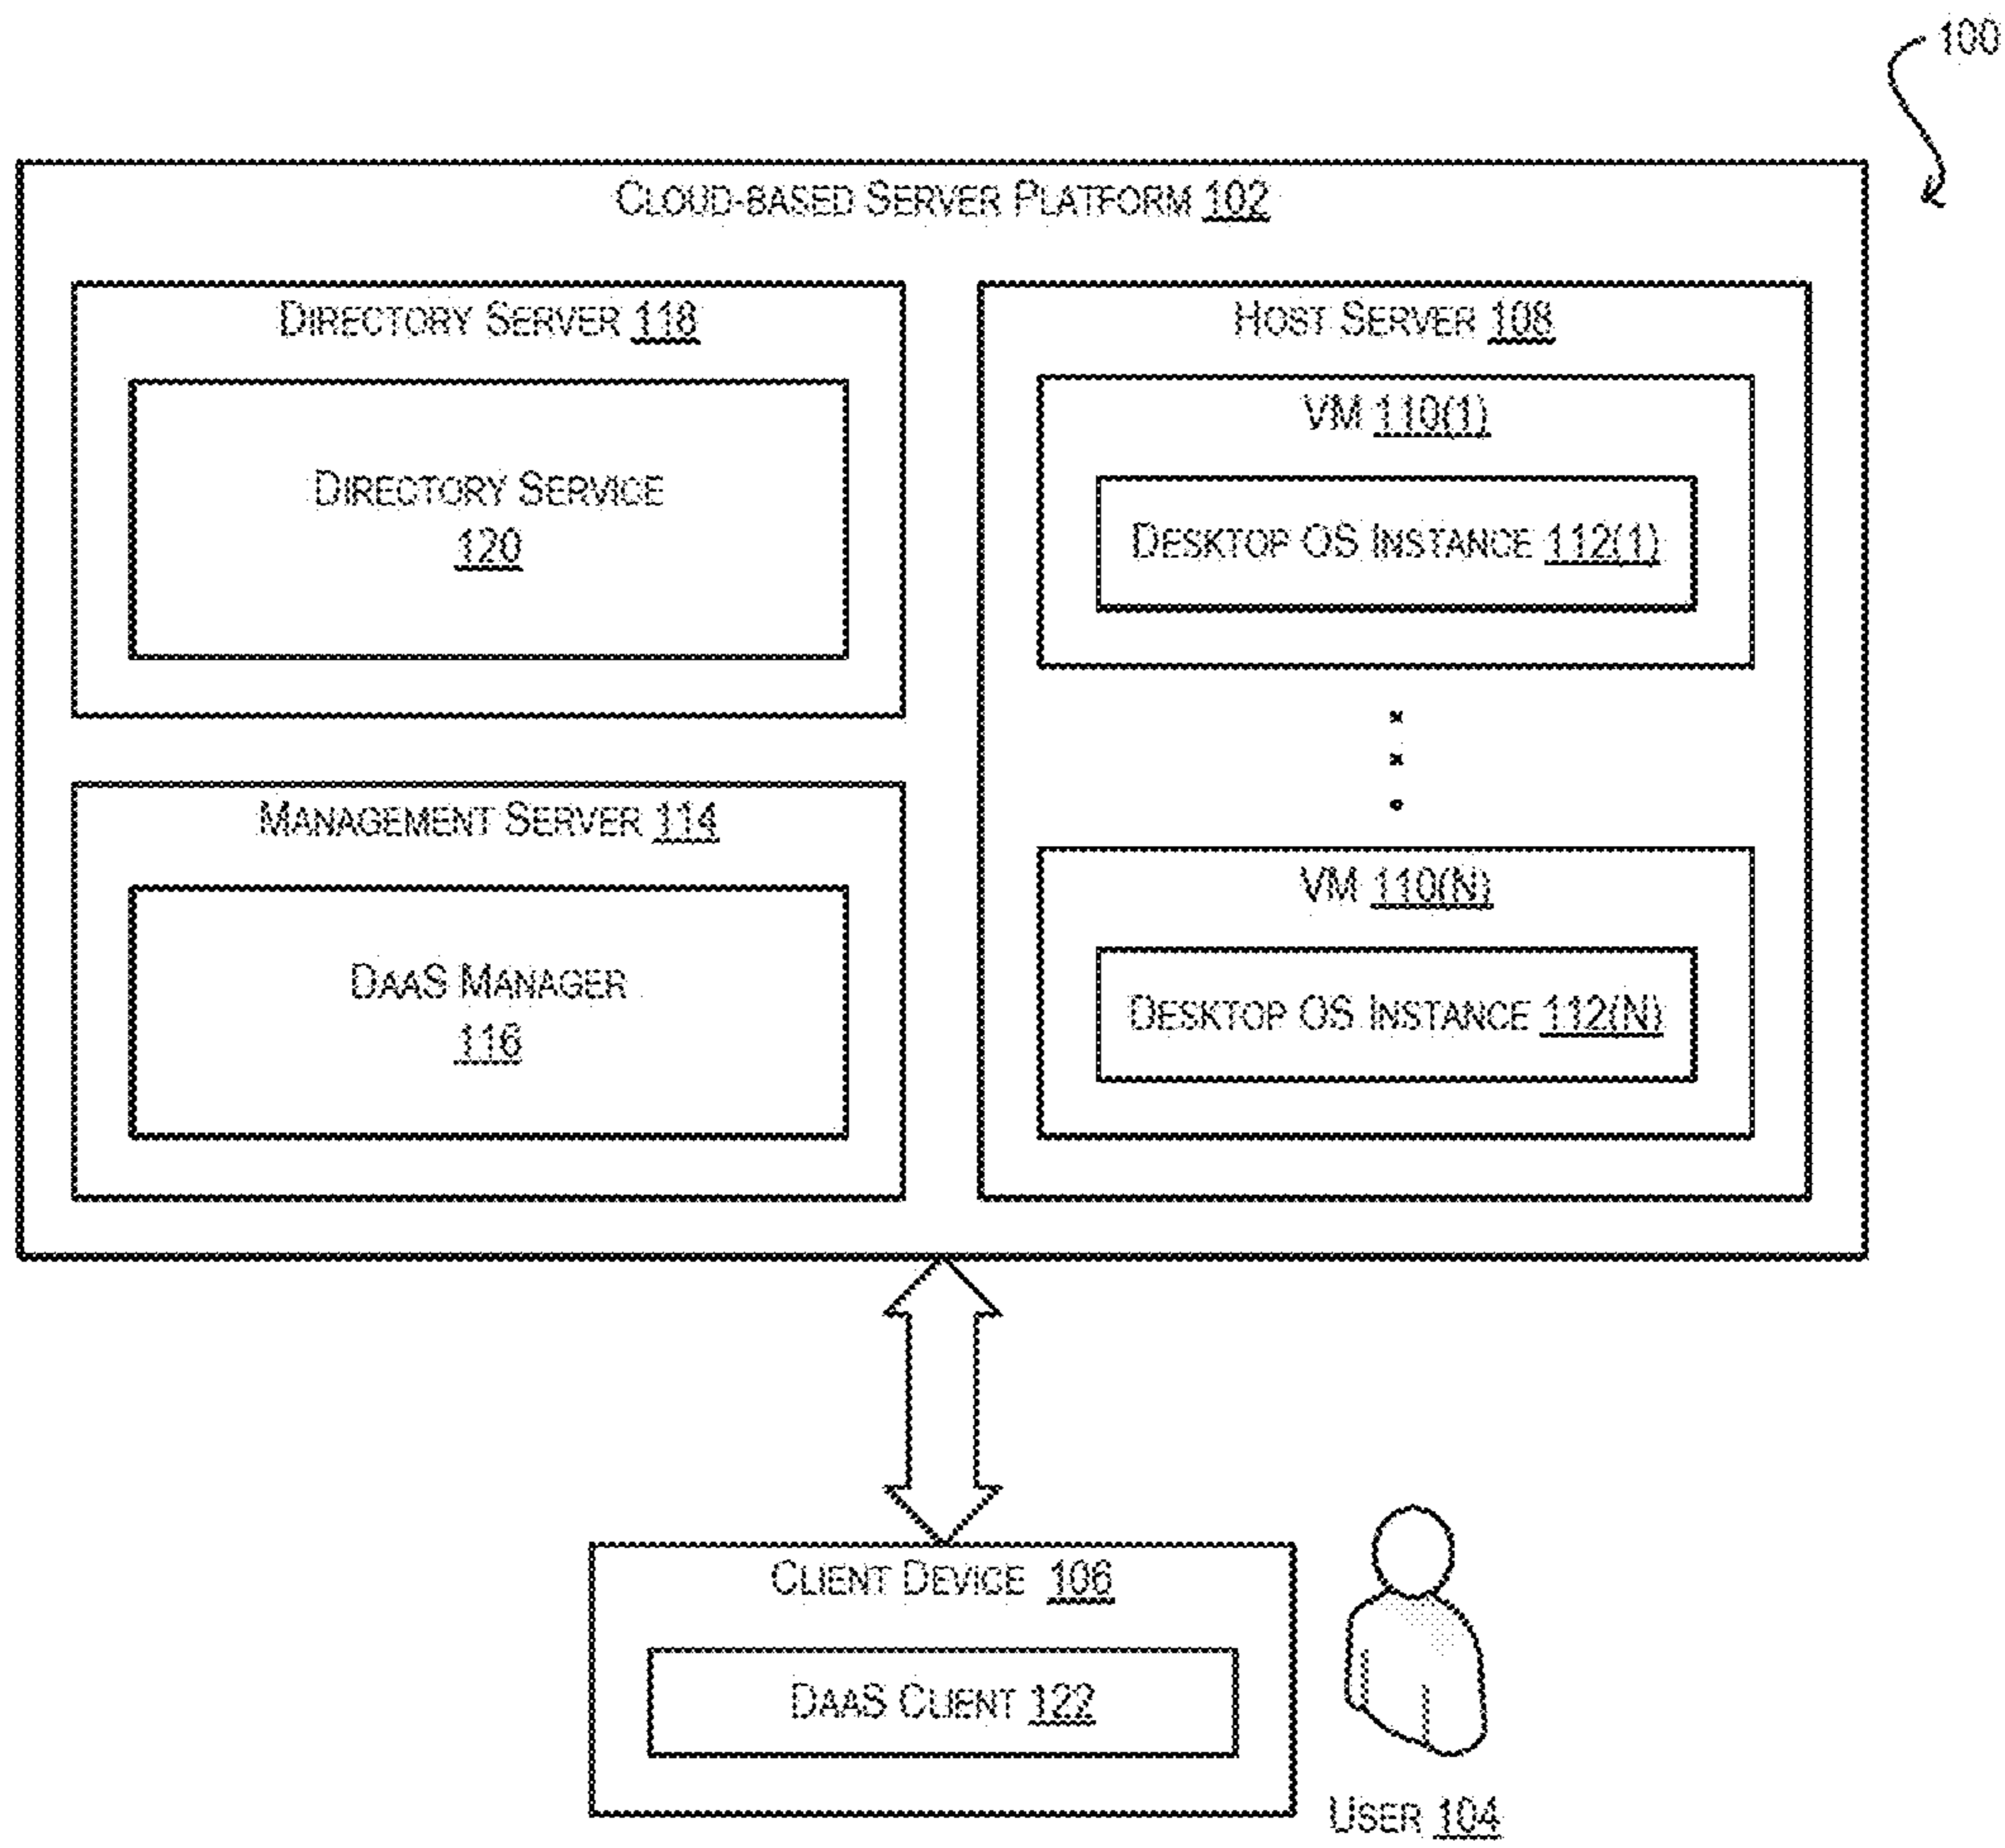 100
CLOUD-BASED SERVER PLATFORM 102
DIRECTORY SERVER 118
DIRECTORY SERVICE
120
MANAGEMENT SERVER 114
DAAS MANAGER
116
HOST SERVER 108
VM 110(1)
DESKTOP OS INSTANCE 112(1)
VM 110(N)
DESKTOP OS INSTANCE 112(N)
CLIENT DEVICE 106
DAAS CLIENT 122
USER 104